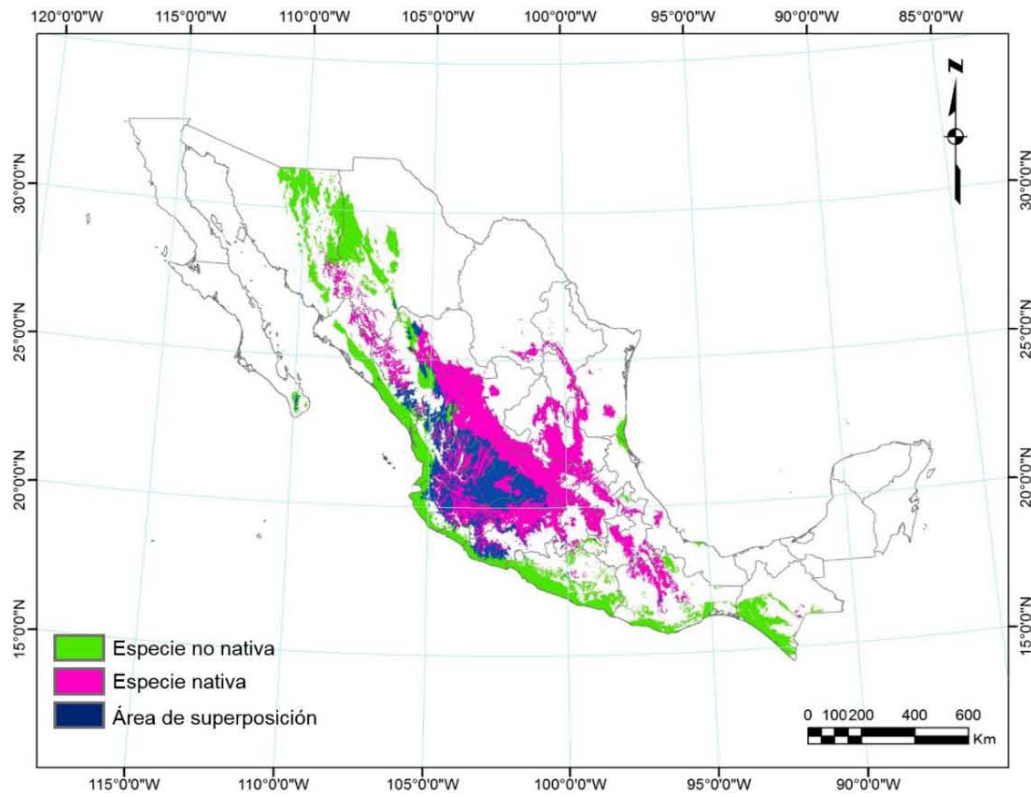 120°0'0"W 115°0'0"W 110°0'0"W 105°0'0"W 100°0'0"W 95°0'0"W 90°0'0"W 85°0'0"W
N
30°0'0"N 30°0'0"N
25°0'0"N 25°0'0"N
20°0'0"N 20°0'0"N
15°0'0"N 15°0'0"N
Especie no nativa
Especie nativa
Área de superposición
0 100 200 400 600
Km
115°0'0"W 110°0'0"W 105°0'0"W 100°0'0"W 95°0'0"W 90°0'0"W